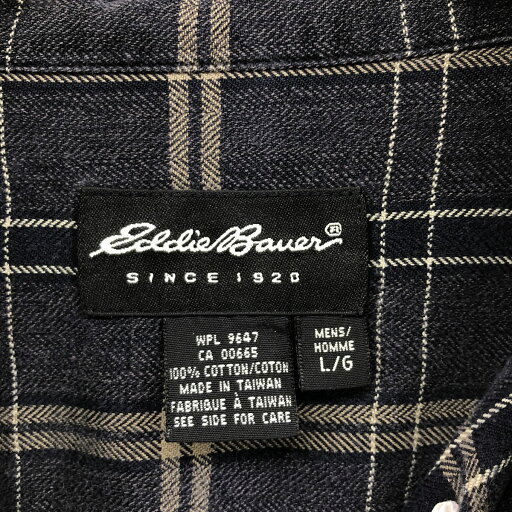 Eddie Bauer®
SINCE 1920
WPL 9647
CA 00665
100% COTTON/COTON
MADE IN TAIWAN
FABRIQUE À TAIWAN
SEE SIDE FOR CARE
MENS/
HOMME
L/G